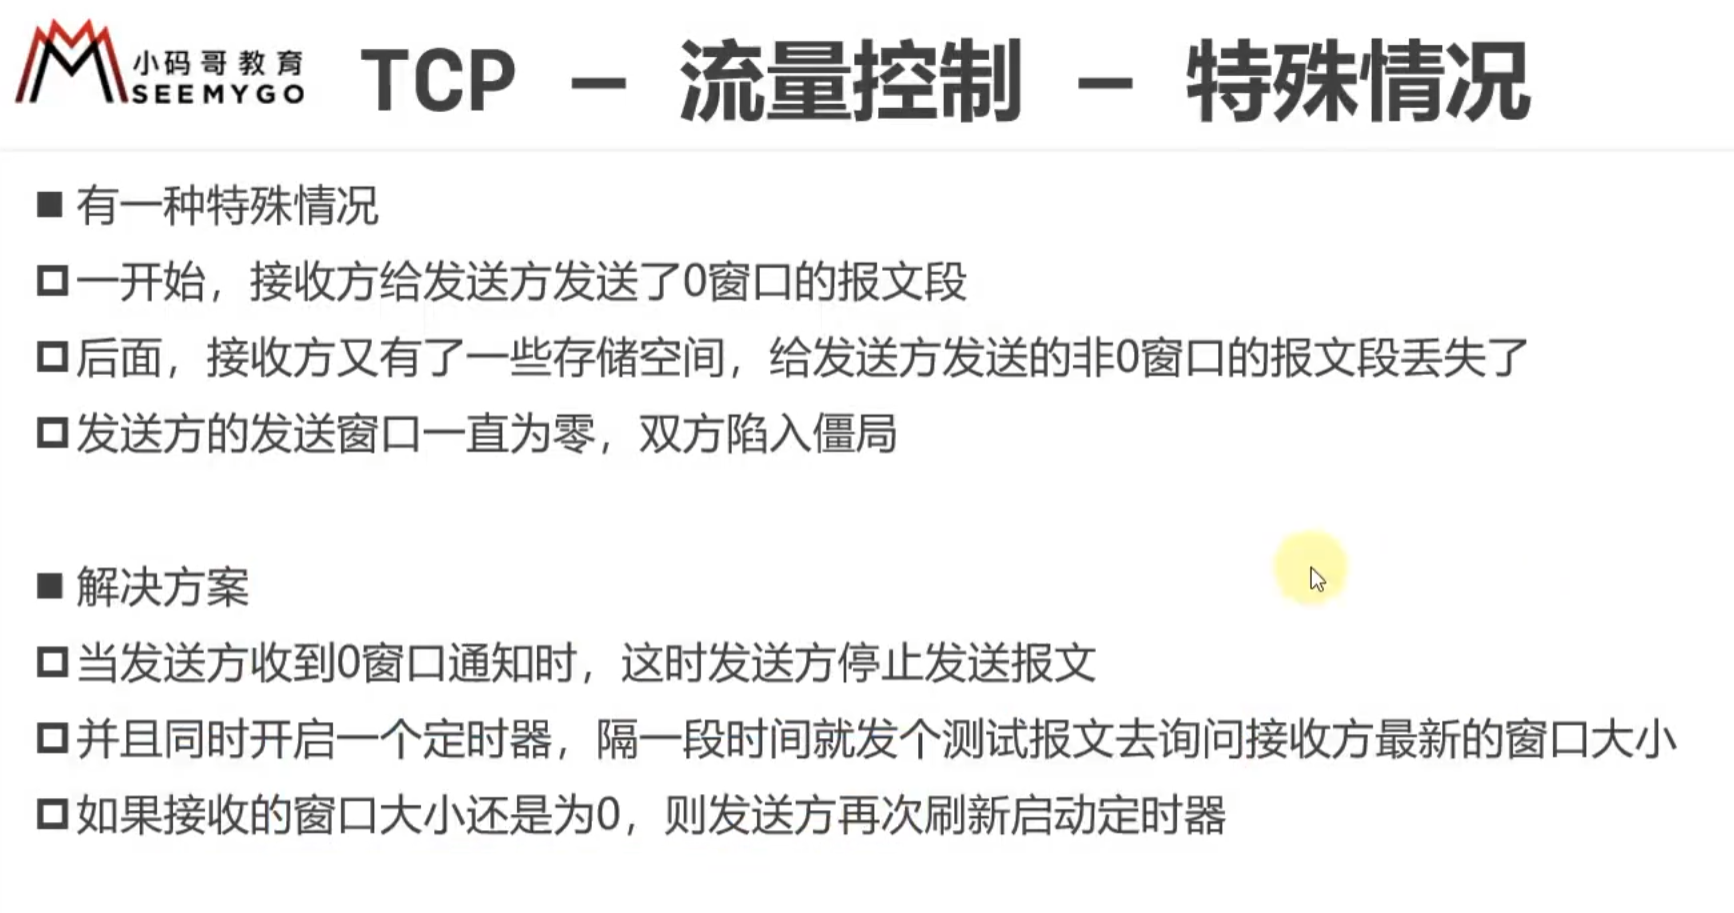 小码哥教育
SEEMYGO
TCP – 流量控制 – 特殊情况
有一种特殊情况
一开始，接收方给发送方发送了0窗口的报文段
后面，接收方又有了一些存储空间，给发送方发送的非0窗口的报文段丢失了
发送方的发送窗口一直为零，双方陷入僵局
解决方案
当发送方收到0窗口通知时，这时发送方停止发送报文
并且同时开启一个定时器，隔一段时间就发个测试报文去询问接收方最新的窗口大小
如果接收的窗口大小还是为0，则发送方再次刷新启动定时器